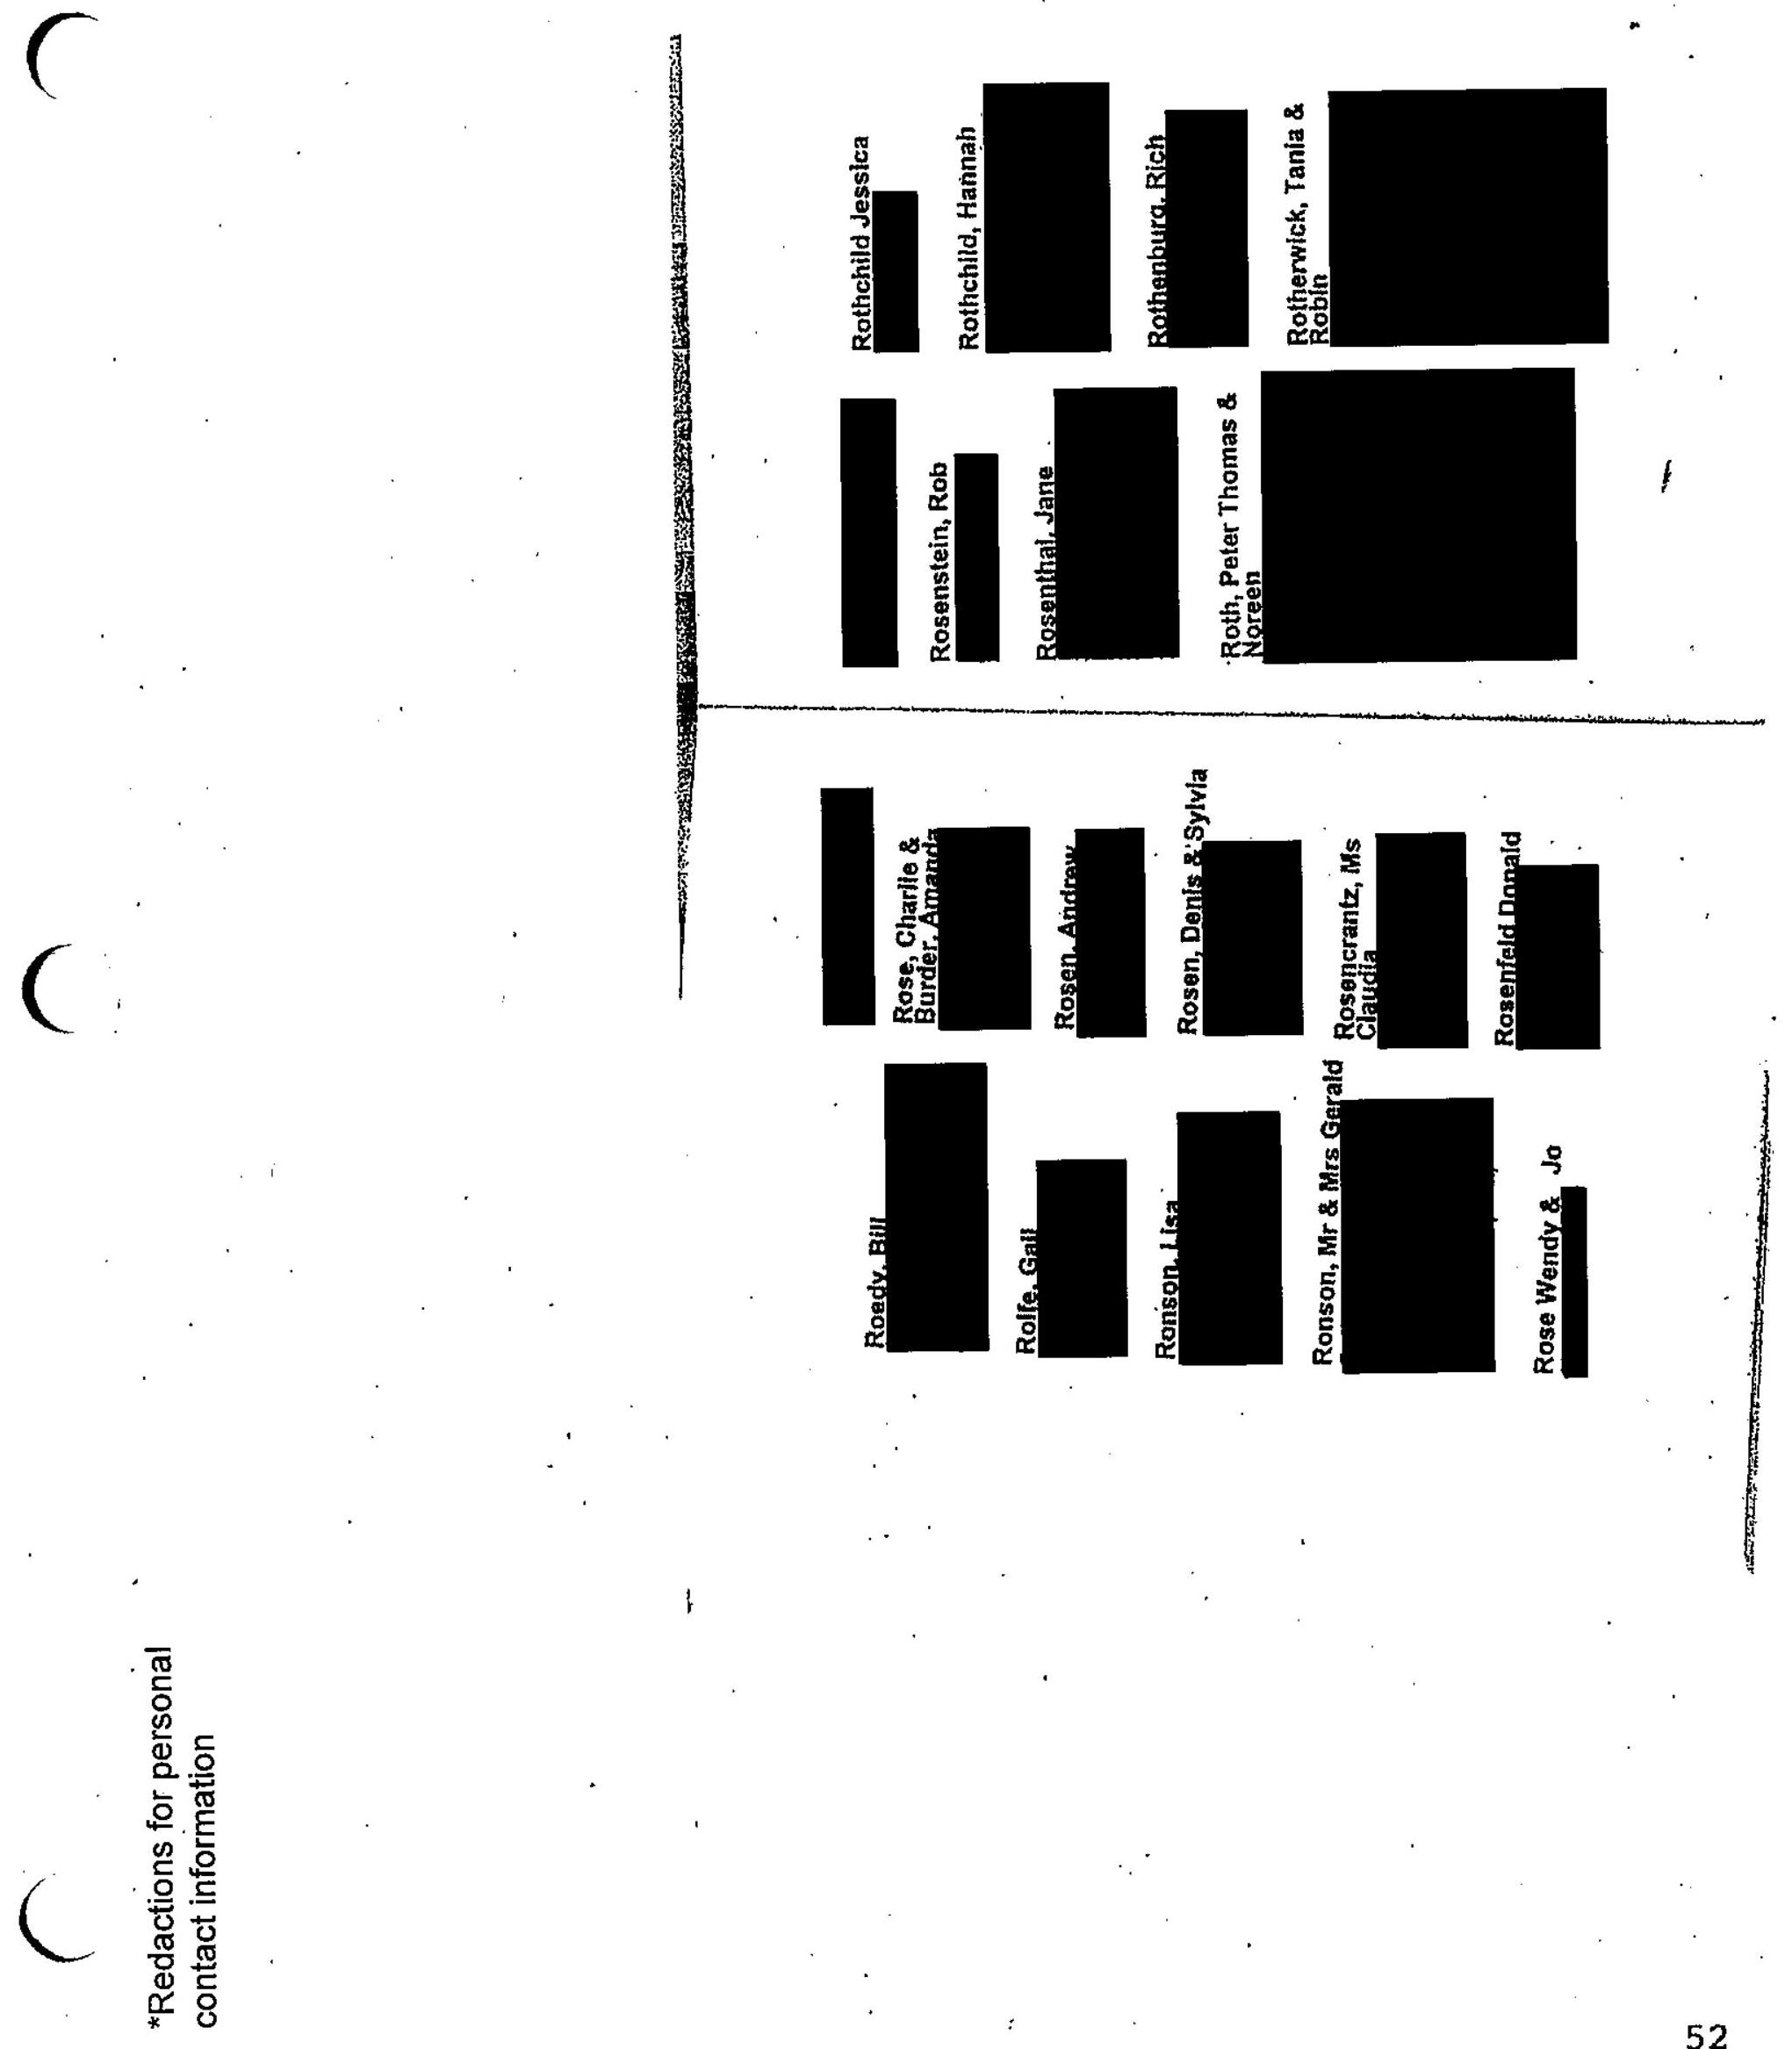 *Redactions for personal
contact information
Roedy, Bill
Rolfe, Gail
Ronson, Lisa
Ronson, Mr & Mrs Gerald
Rose Wendy & Jo
Rose, Charlie &
Burder, Amanda
Rosen, Andrew
Rosen, Denis & Sylvia
Rosencrantz, Ms
Claudia
Rosenfeld Donald
Rosenstein, Rob
Rosenthal, Jane
Roth, Peter Thomas &
Noreen
Rothchild Jessica
Rothchild, Hannah
Rothenburg, Rich
Rotherwick, Tania &
Robin
52